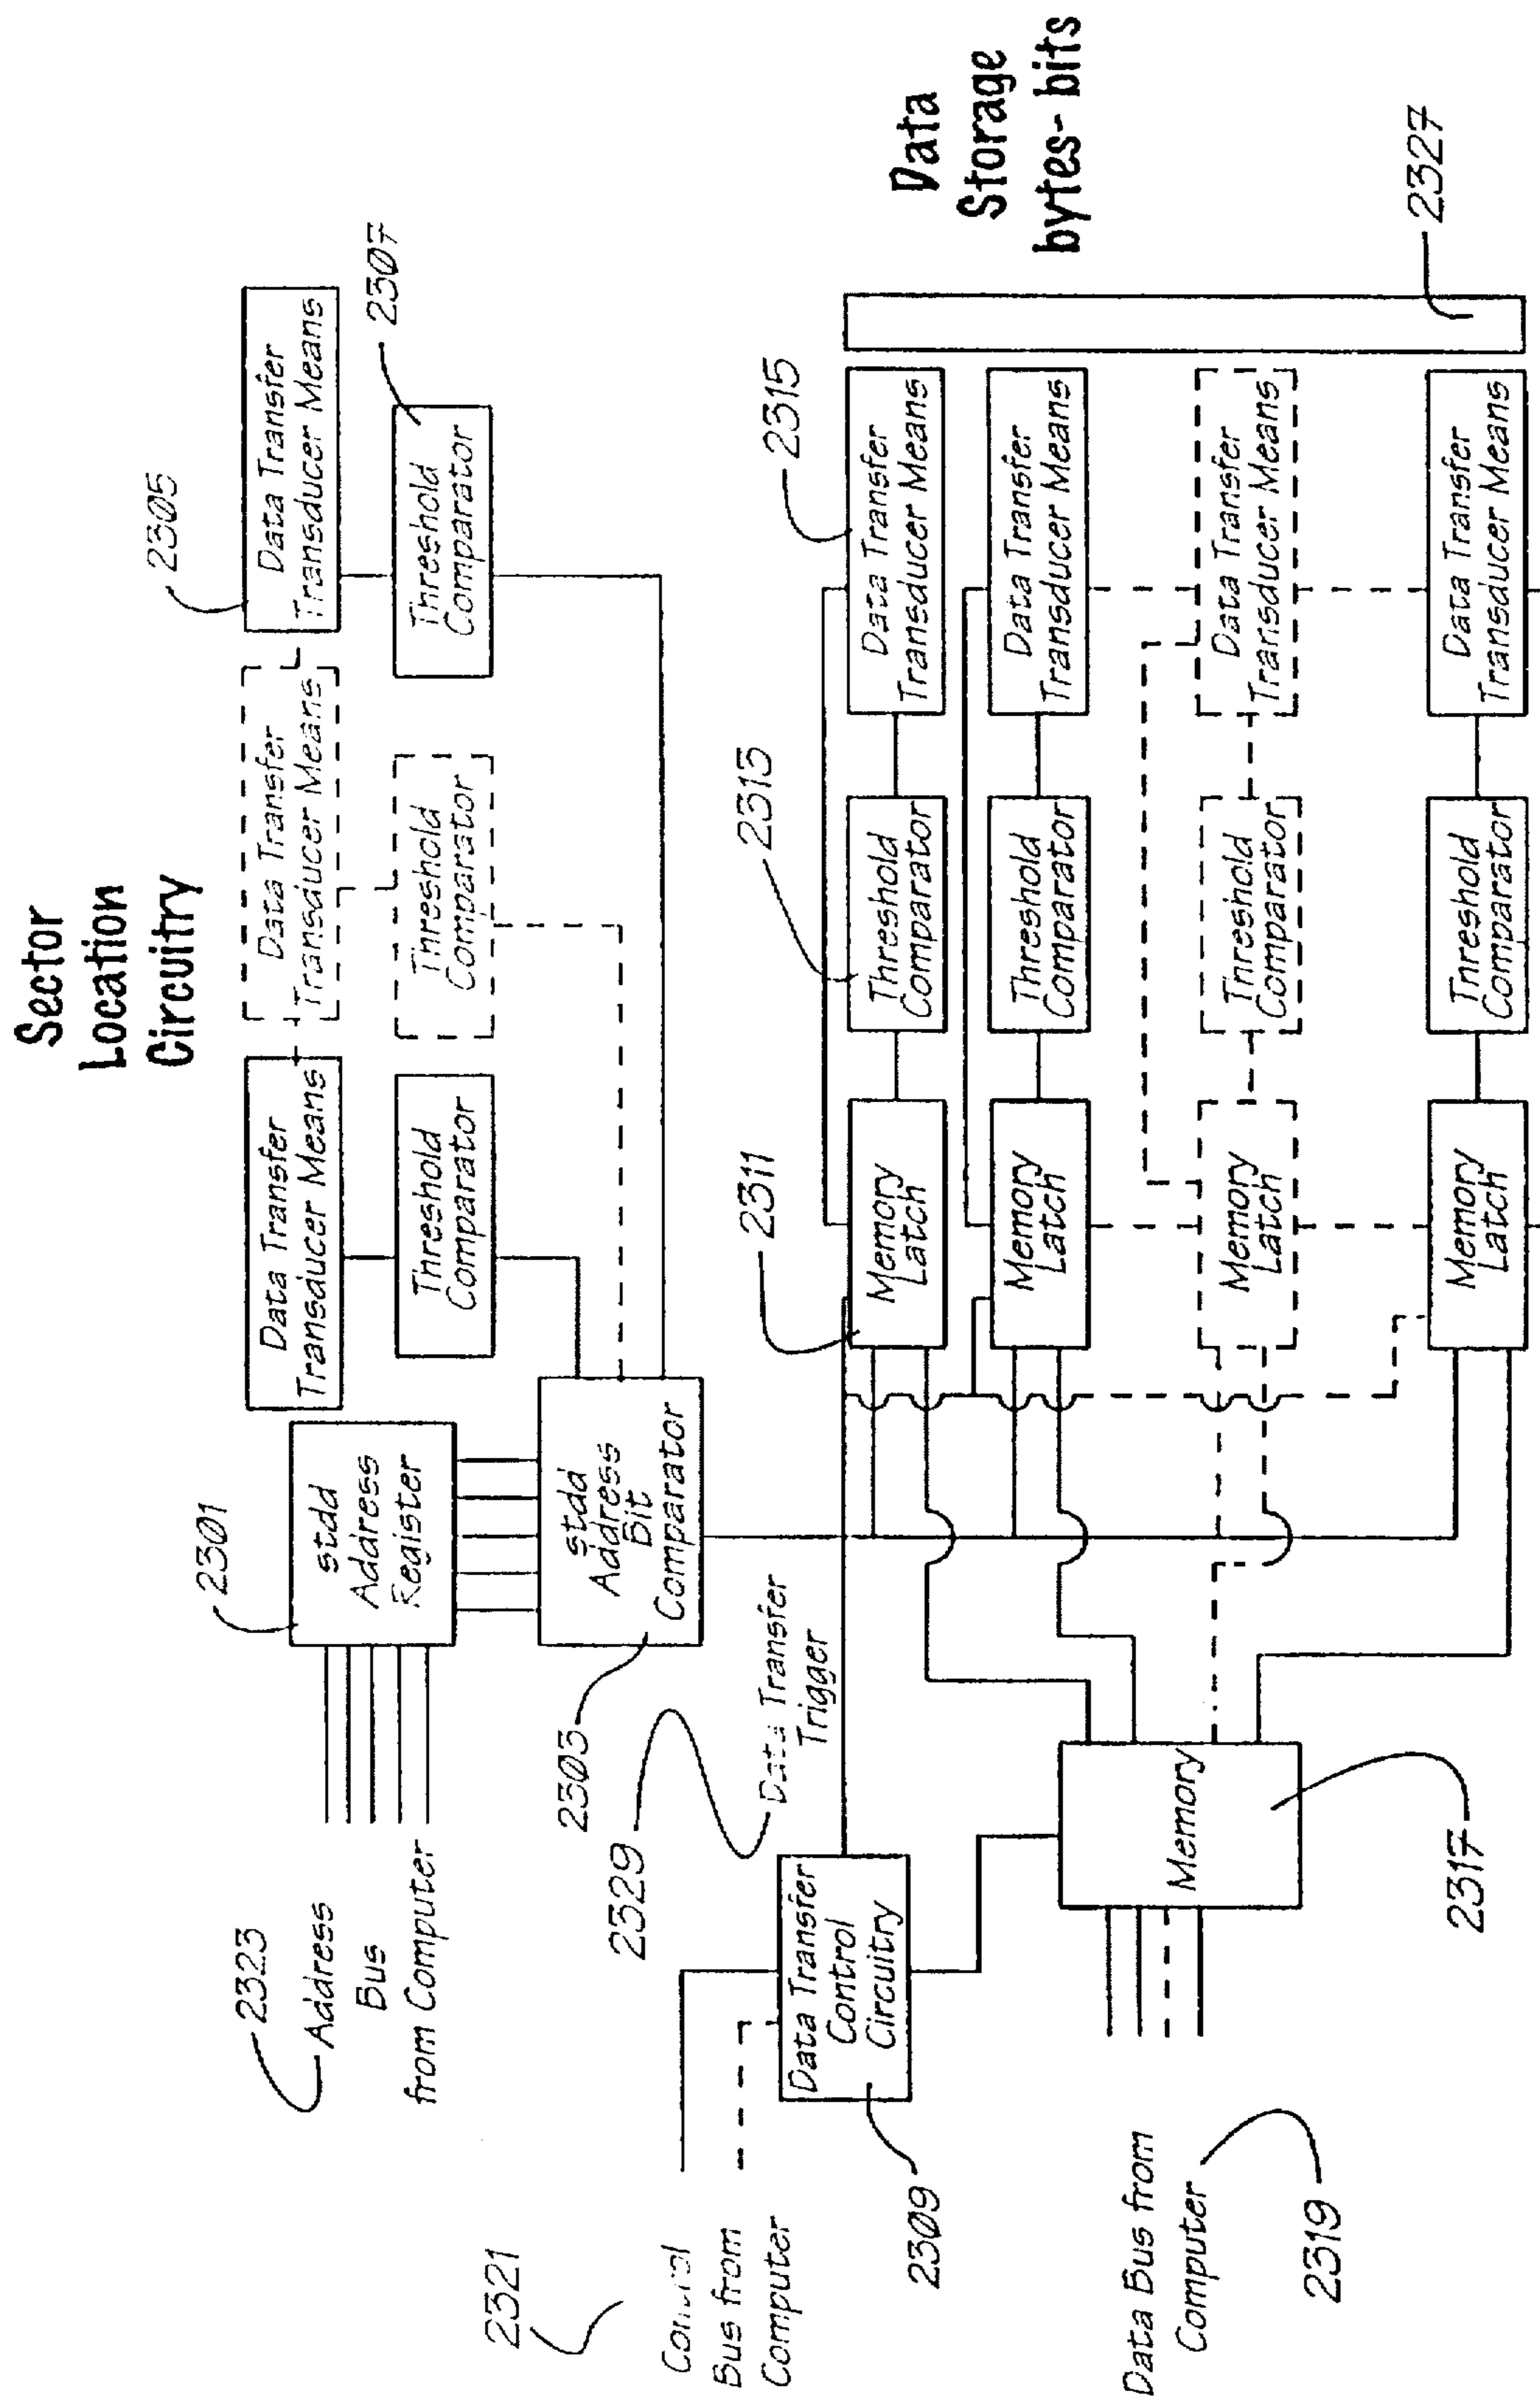 Sector
Location
Circuitry
2305
Data Transfer
Transducer Means
Data Transfer
Transducer Means
Data Transfer
Transducer Means
2307
Threshold
Comparator
Threshold
Comparator
Threshold
Comparator
2301
stdd
Address
Register
2323
Address
Bus
from Computer
stdd
Address
Bit
Comparator
2303
2329
Data Transfer
Trigger
2321
Control
Bus from
Computer
Data Transfer
Control
Circuitry
2309
2311
Memory
Latch
2313
Threshold
Comparator
2315
Data Transfer
Transducer Means
Data
Storage
bytes-bits
Memory
Latch
Threshold
Comparator
Data Transfer
Transducer Means
Memory
Latch
Threshold
Comparator
Data Transfer
Transducer Means
Memory
Latch
Threshold
Comparator
Data Transfer
Transducer Means
2327
Memory
2317
Data Bus from
Computer
2319